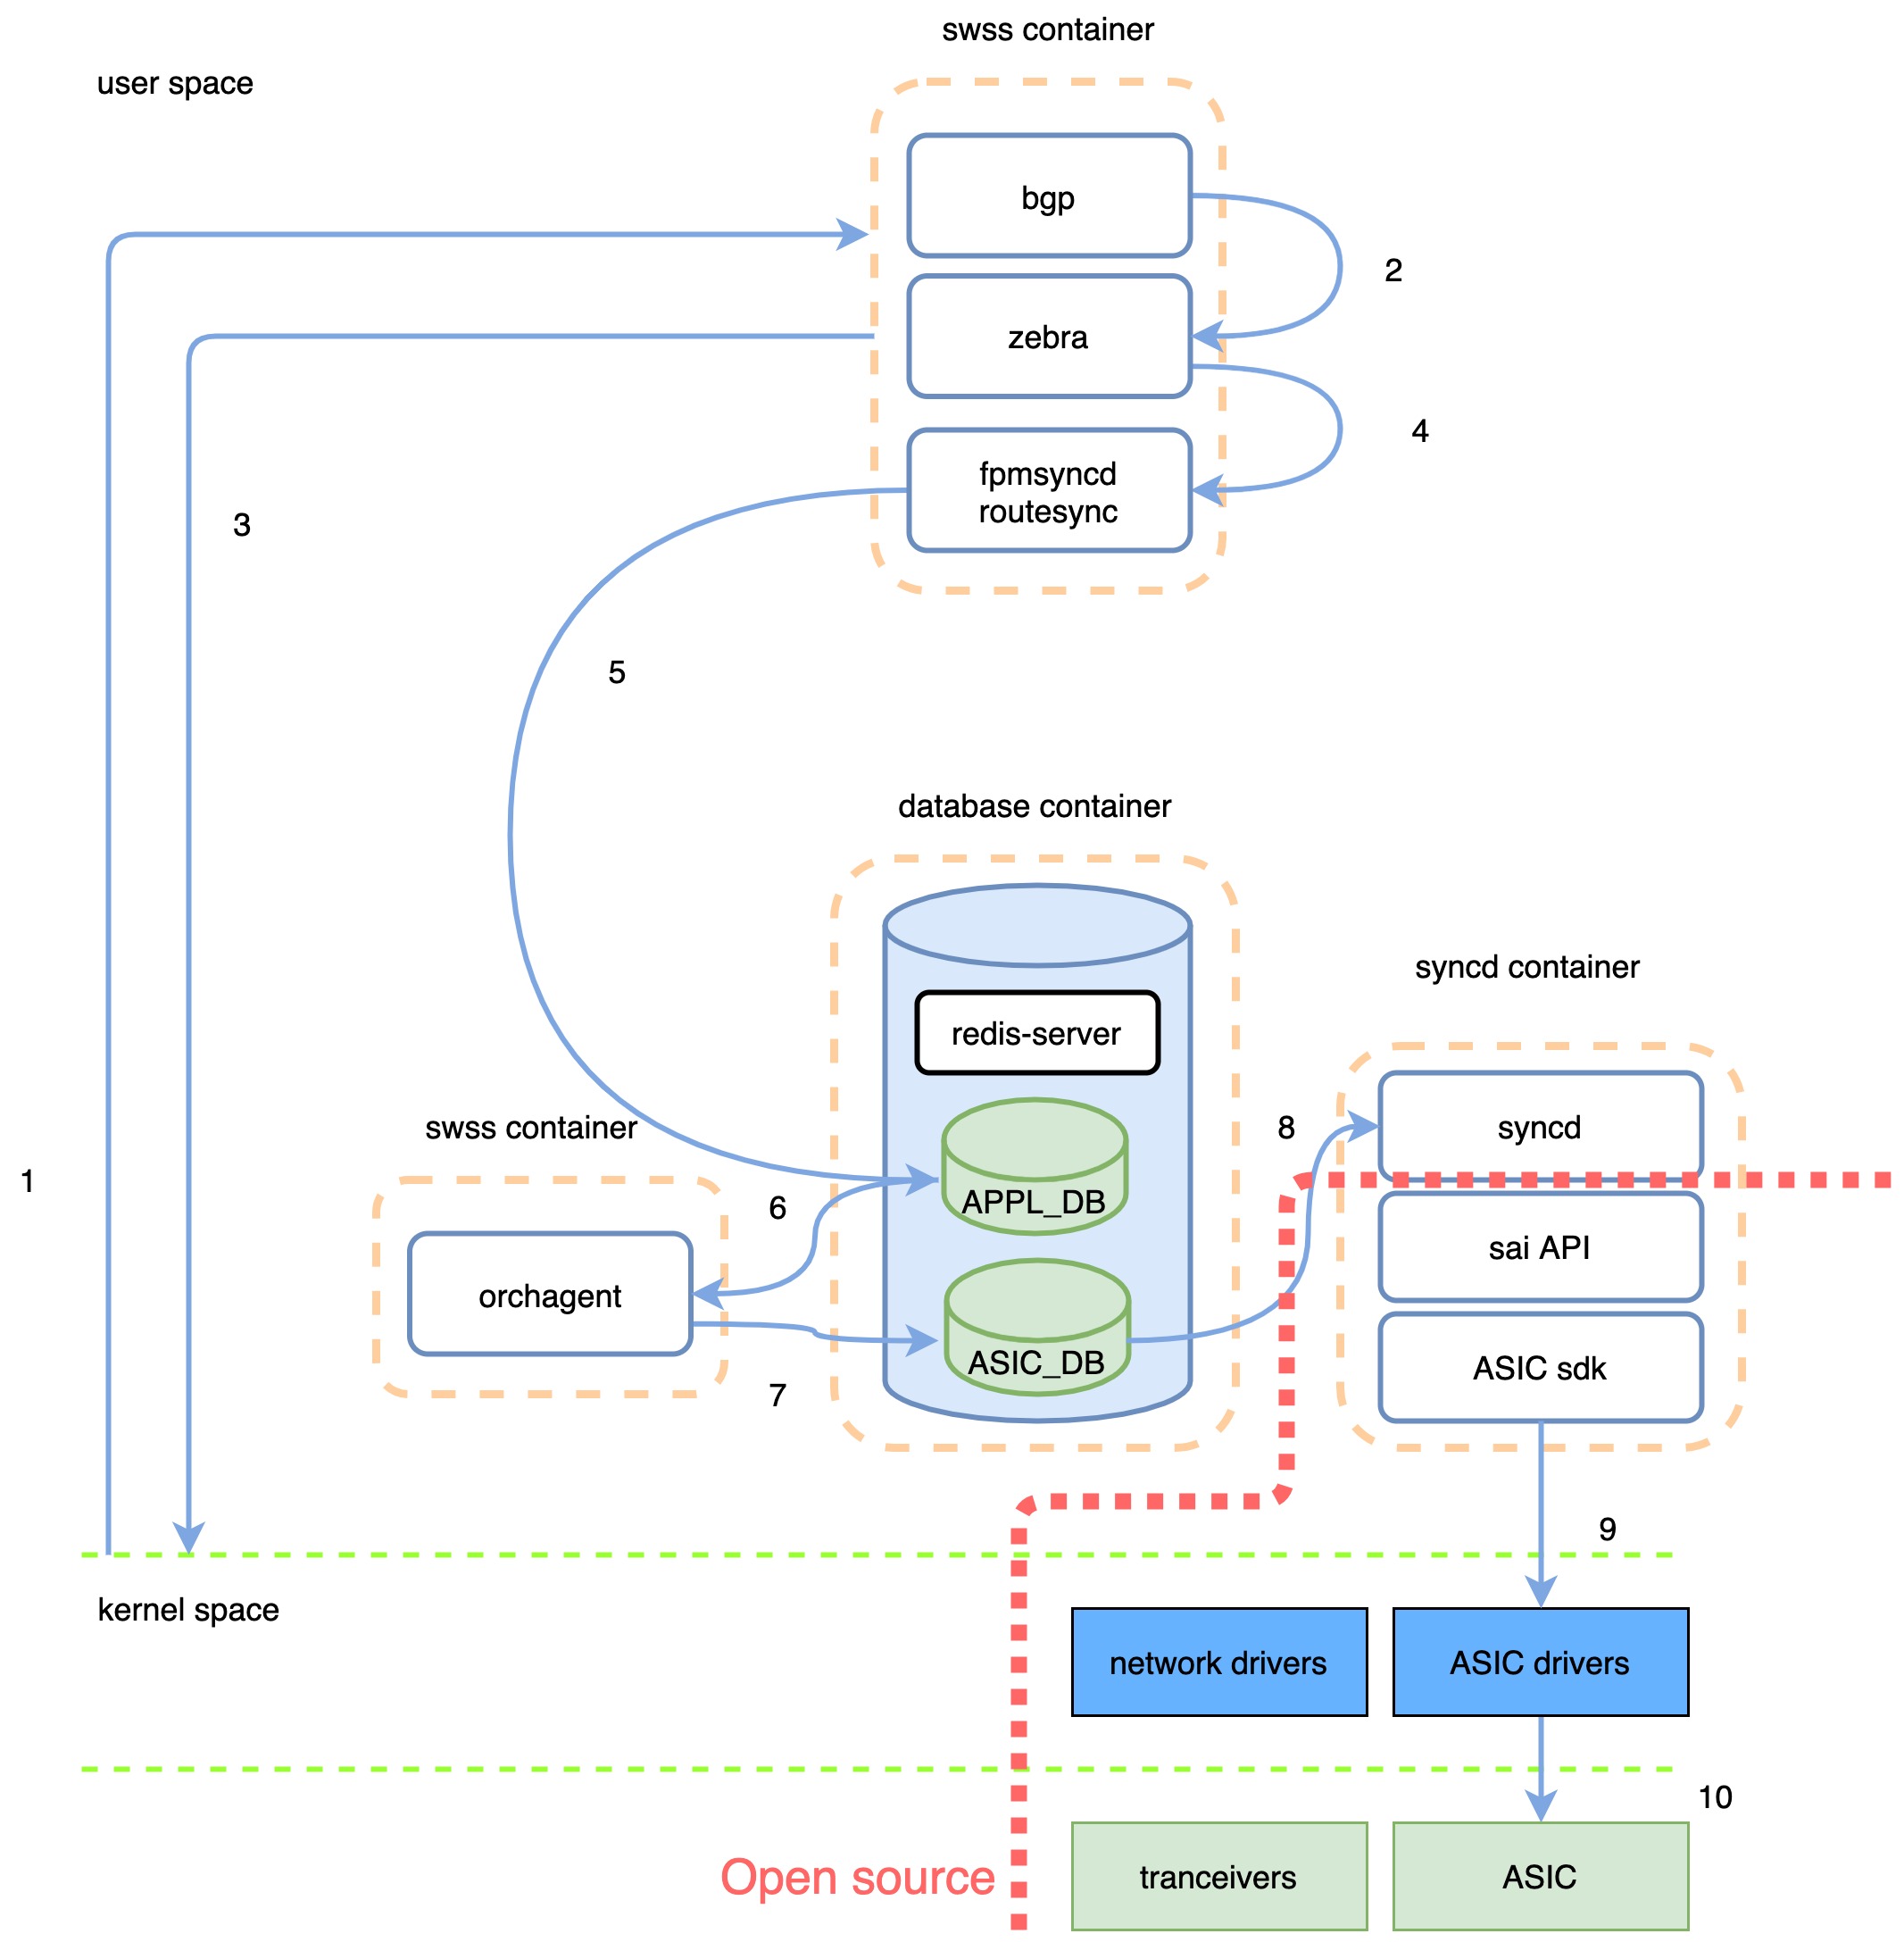 swss container
user space
bgp
2
zebra
4
fpmsyncd
routesync
3
5
database container
syncd container
redis-server
swss container
8
syncd
1
6
APPL_DB
sai API
orchagent
ASIC_DB
ASIC sdk
7
9
kernel space
network drivers
ASIC drivers
10
Open source
tranceivers
ASIC